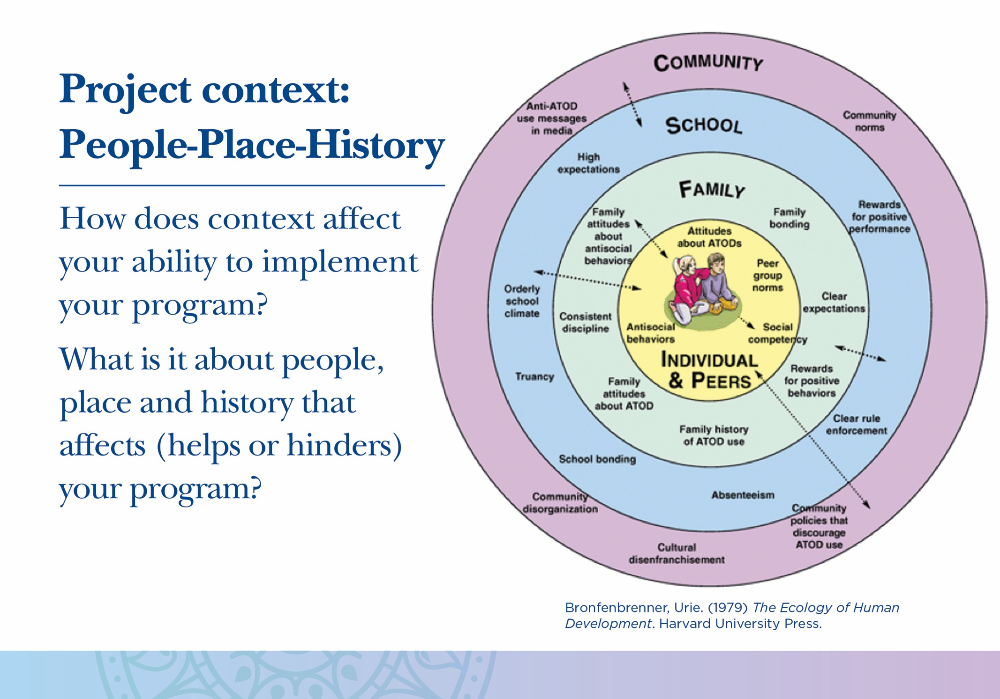 Project context:
People-Place-History
How does context affect
your ability to implement
your program?
What is it about people,
place and history that
affects (helps or hinders)
your program?
COMMUNITY
Anti-ATOD
use messages
in media
Community
norms
SCHOOL
High
expectations
Rewards
for positive
performance
FAMILY
Family
attitudes
about
antisocial
behaviors
Family
bonding
Attitudes
about ATODs
Peer
group
norms
Orderly
school
climate
Clear
expectations
Consistent
discipline
Antisocial
behaviors
Social
competency
INDIVIDUAL
& PEERS
Truancy
Family
attitudes
about ATOD
Rewards
for positive
behaviors
Clear rule
enforcement
Family history
of ATOD use
School bonding
Absenteeism
Community
disorganization
Community
policies that
discourage
ATOD use
Cultural
disenfranchisement
Bronfenbrenner, Urie. (1979) The Ecology of Human
Development. Harvard University Press.